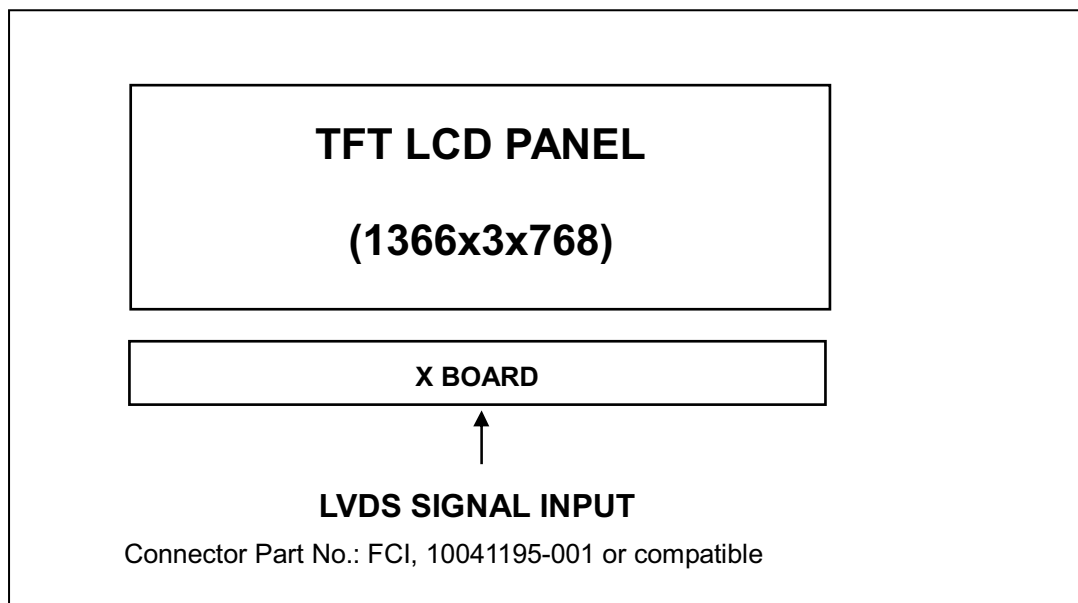 TFT LCD PANEL
(1366x3x768)
X BOARD
LVDS SIGNAL INPUT
Connector Part No.: FCI, 10041195-001 or compatible